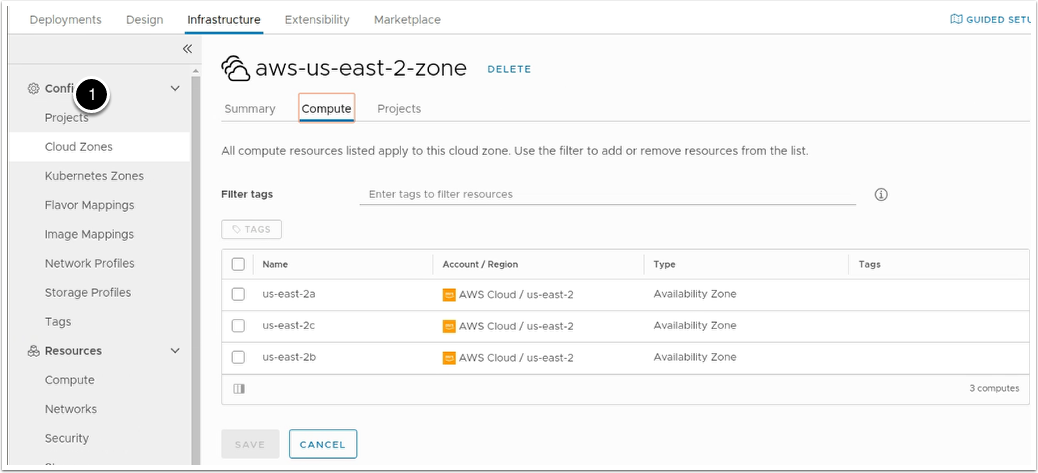 Deployments Design Infrastructure Extensibility Marketplace GUIDED SETU
1
Projects
Cloud Zones
Kubernetes Zones
Flavor Mappings
Image Mappings
Network Profiles
Storage Profiles
Tags
Resources
Compute
Networks
Security
aws-us-east-2-zone DELETE
Summary Compute Projects
All compute resources listed apply to this cloud zone. Use the filter to add or remove resources from the list.
Filter tags Enter tags to filter resources
TAGS
Name Account / Region Type Tags
us-east-2a AWS Cloud / us-east-2 Availability Zone
us-east-2c AWS Cloud / us-east-2 Availability Zone
us-east-2b AWS Cloud / us-east-2 Availability Zone
3 computes
SAVE CANCEL